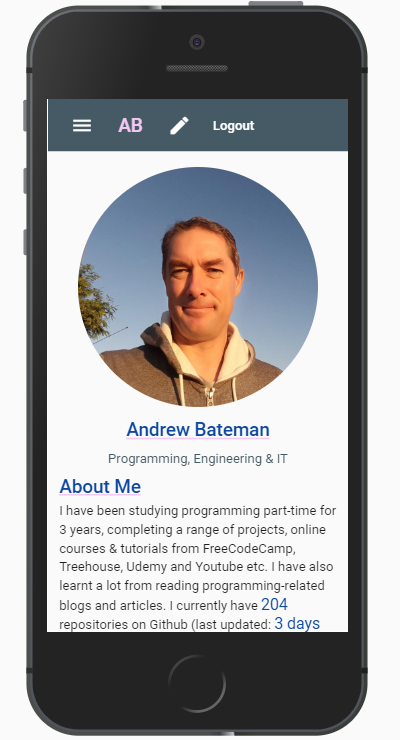 AB Logout
Andrew Bateman
Programming, Engineering & IT
About Me
I have been studying programming part-time for
3 years, completing a range of projects, online
courses & tutorials from FreeCodeCamp,
Treehouse, Udemy and Youtube etc. I have also
learnt a lot from reading programming-related
blogs and articles. I currently have 204
repositories on Github (last updated: 3 days